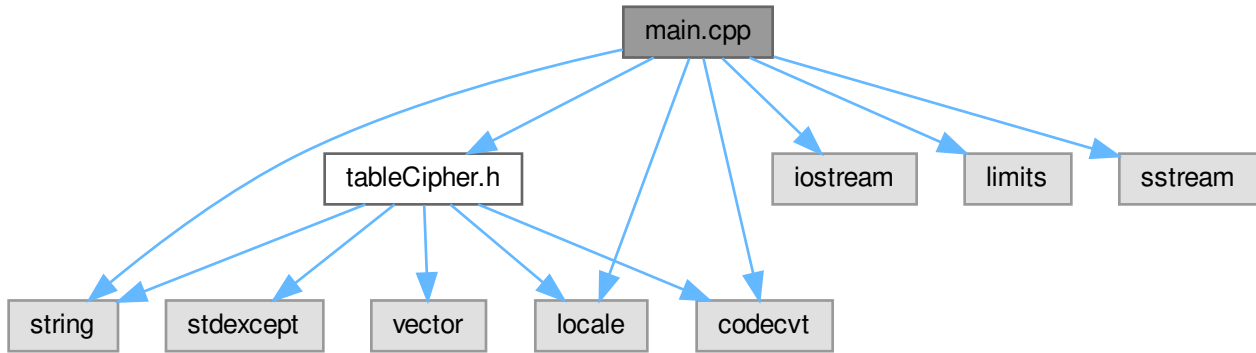 main.cpp
tableCipher.h
iostream
limits
sstream
string
stdexcept
vector
locale
codecvt